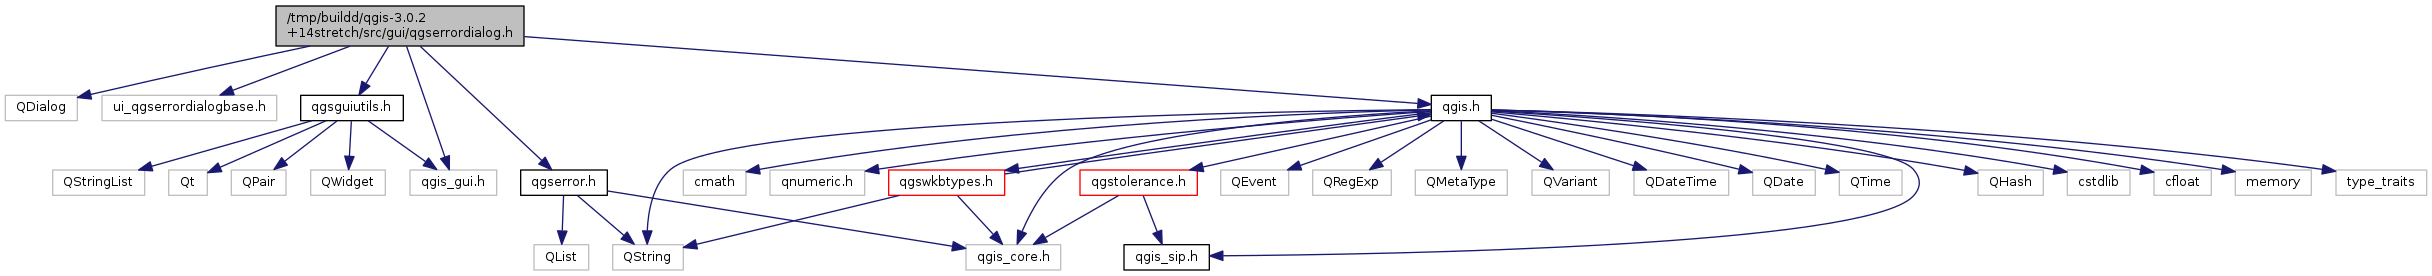 /tmp/buildd/qgis-3.0.2
+14stretch/src/gui/qgserrordialog.h
QDialog
ui_qgserrordialogbase.h
qgsguiutils.h
qgis.h
QStringList
Qt
QPair
QWidget
qgis_gui.h
qgserror.h
cmath
qnumeric.h
qgswkbtypes.h
qgstolerance.h
QEvent
QRegExp
QMetaType
QVariant
QDateTime
QDate
QTime
QHash
cstdlib
cfloat
memory
type_traits
QList
QString
qgis_core.h
qgis_sip.h